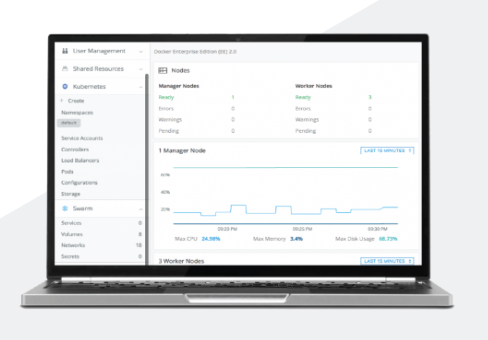 User Management
Shared Resources
Kubernetes
Create
Namespaces
default
Service Accounts
Controllers
Load Balancers
Pods
Configurations
Storage
Swarm
Services 0
Volumes 8
Networks 18
Secrets 0
Docker Enterprise Edition (EE) 2.0
Nodes
Manager Nodes
Ready 1
Errors 0
Warnings 0
Pending 0
Worker Nodes
Ready 3
Errors 0
Warnings 0
Pending 0
1 Manager Node
LAST 15 MINUTES
60%
40%
20%
09:20 PM
09:25 PM
09:30 PM
Max CPU 24.58%
Max Memory 3.4%
Max Disk Usage 68.73%
3 Worker Nodes
LAST 15 MINUTES